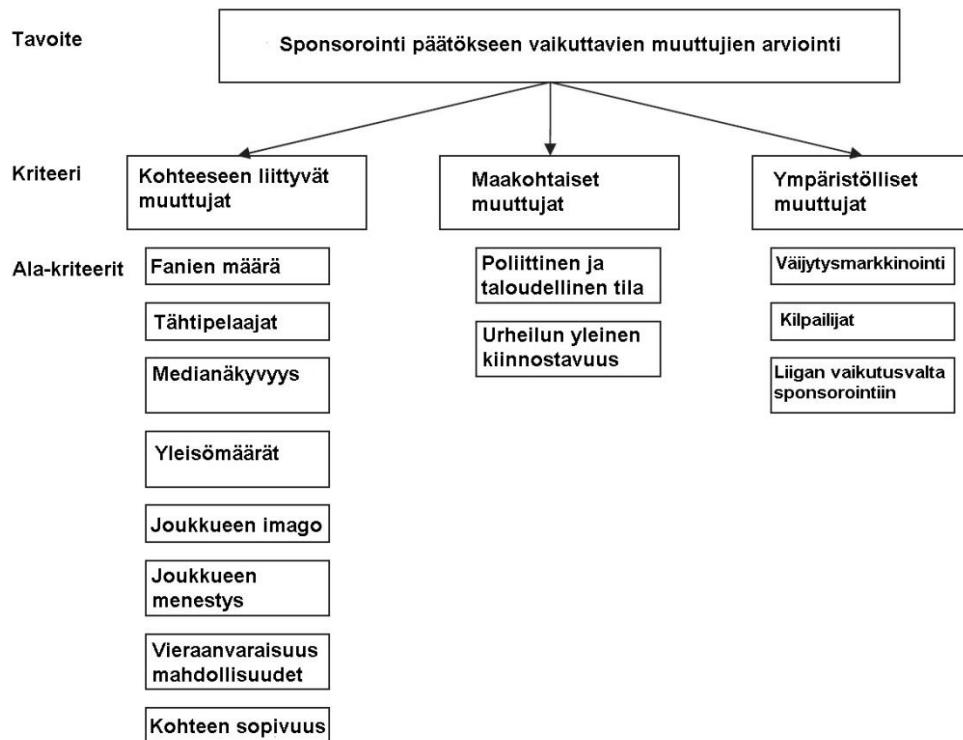 Tavoite
Sponsorointi päätökseen vaikuttavien muuttujien arviointi
Kriteeri
Kohteeseen liittyvät
muuttujat
Maakohtaiset
muuttujat
Ympäristölliset
muuttujat
Ala-kriteerit
Fanien määrä
Tähtipelaajat
Medianäkyvyys
Yleisömäärät
Joukkueen imago
Joukkueen
menestys
Vieraanvaraisuus
mahdollisuudet
Kohteen sopivuus
Poliittinen ja
taloudellinen tila
Urheilun yleinen
kiinnostavuus
Väijytysmarkkinointi
Kilpailijat
Liigan vaikutusvalta
sponsorointiin